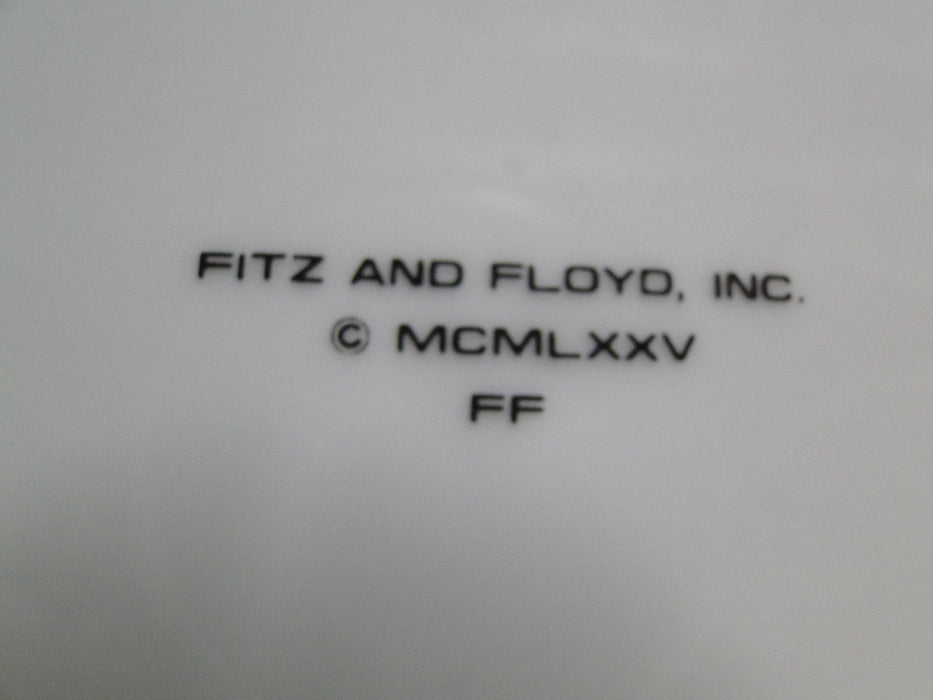 FITZ AND FLOYD, INC.
© MCMLXXV
FF